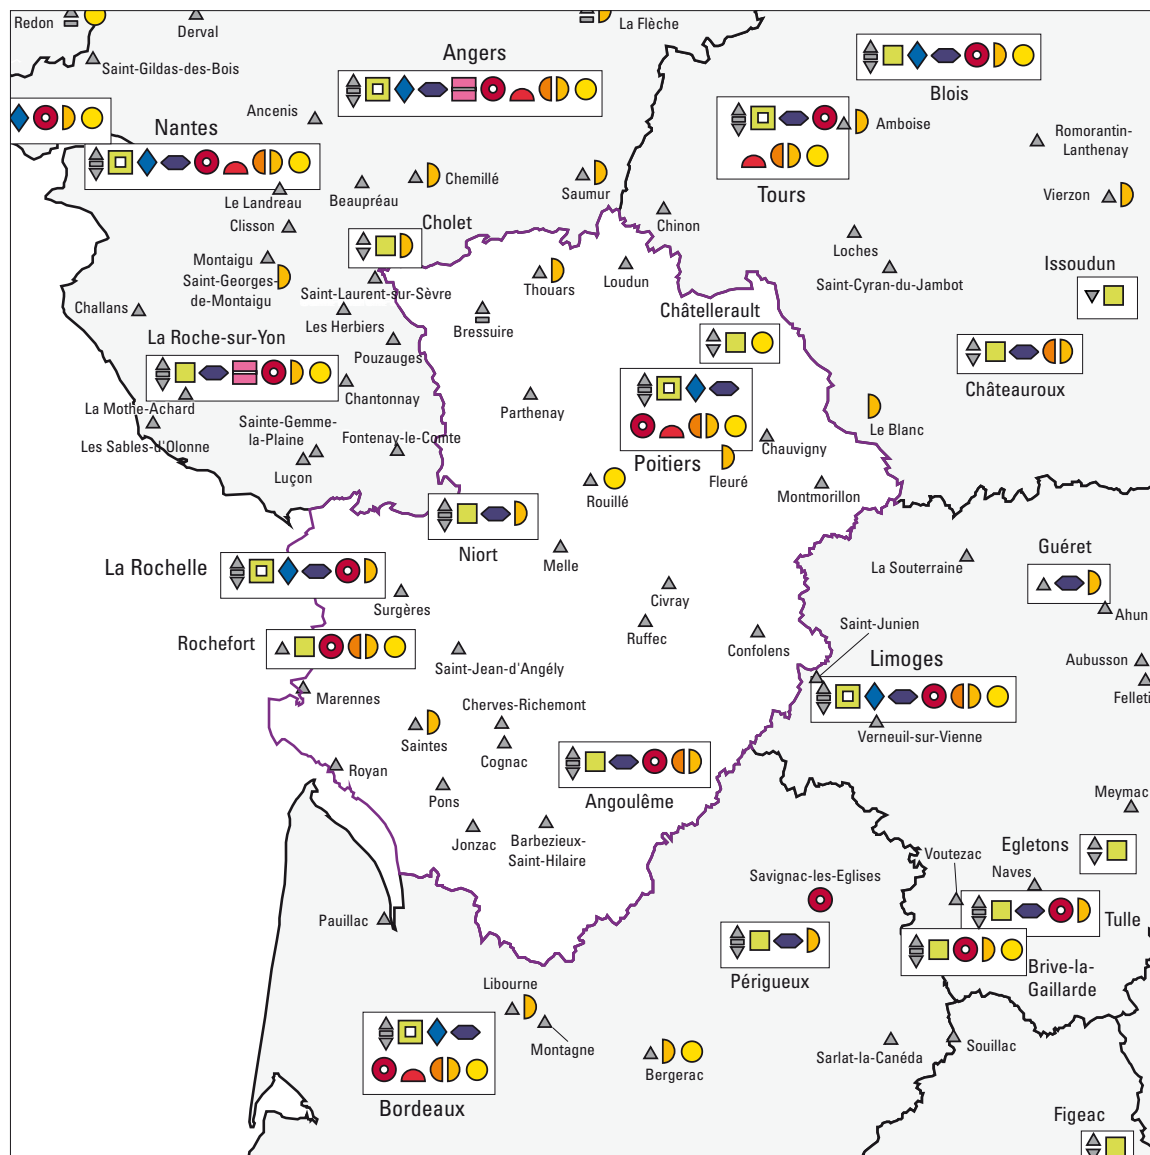 Redon
Derval
La Flèche
Saint-Gildas-des-Bois
Angers
Blois
Ancenis
Nantes
Amboise
Romorantin-
Lanthenay
Tours
Chemillé
Saumur
Beaupréau
Vierzon
Le Landreau
Clisson
Cholet
Chinon
Loches
Montaigu
Saint-Georges-
de-Montaigu
Saint-Laurent-sur-Sèvre
Thouars
Loudun
Saint-Cyran-du-Jambot
Issoudun
Challans
Les Herbiers
Bressuire
Châtellerault
La Roche-sur-Yon
Pouzauges
Châteauroux
Chantonnay
La Mothe-Achard
Parthenay
Les Sables-d'Olonne
Sainte-Gemme-
la-Plaine
Fontenay-le-Comte
Le Blanc
Luçon
Poitiers
Chauvigny
Fleuré
Rouillé
Montmorillon
Niort
Melle
La Rochelle
La Souterraine
Guéret
Surgères
Civray
Ahun
Ruffec
Saint-Junien
Rochefort
Saint-Jean-d'Angély
Confolens
Limoges
Aubusson
Marennes
Felleti
Cherves-Richemont
Saintes
Cognac
Verneuil-sur-Vienne
Royan
Angoulême
Pons
Meymac
Jonzac
Barbezieux-
Saint-Hilaire
Egletons
Voutezac
Naves
Savignac-les-Eglises
Pauillac
Tulle
Périgueux
Brive-la-
Gaillarde
Libourne
Montagne
Sarlat-la-Canéda
Souillac
Bergerac
Bordeaux
Figeac